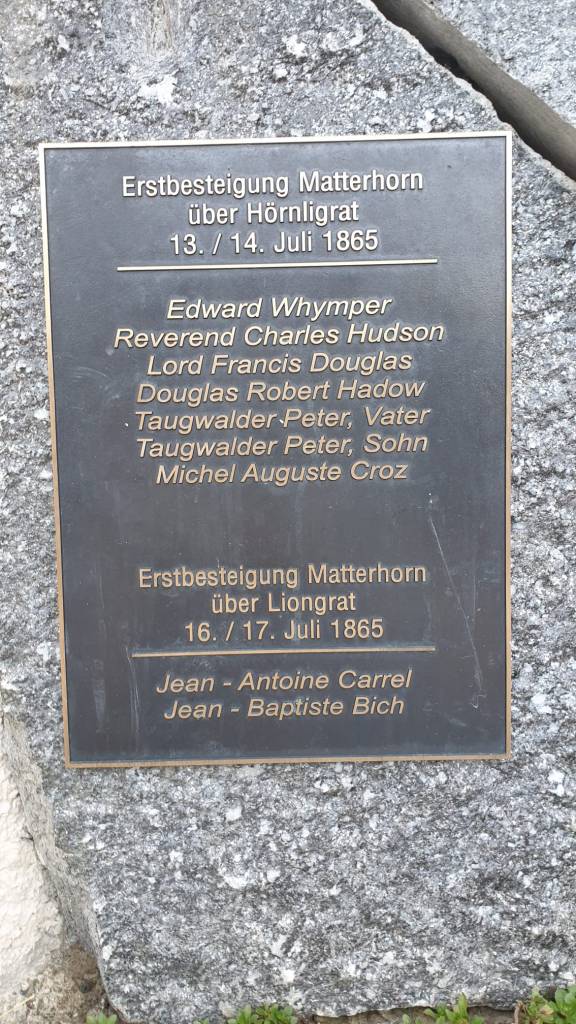 Erstbesteigung Matterhorn
über Hörnligrat
13. / 14. Juli 1865
Edward Whymper
Reverend Charles Hudson
Lord Francis Douglas
Douglas Robert Hadow
Taugwalder Peter, Vater
Taugwalder Peter, Sohn
Michel Auguste Croz
Erstbesteigung Matterhorn
über Liongrat
16. / 17. Juli 1865
Jean - Antoine Carrel
Jean - Baptiste Bich